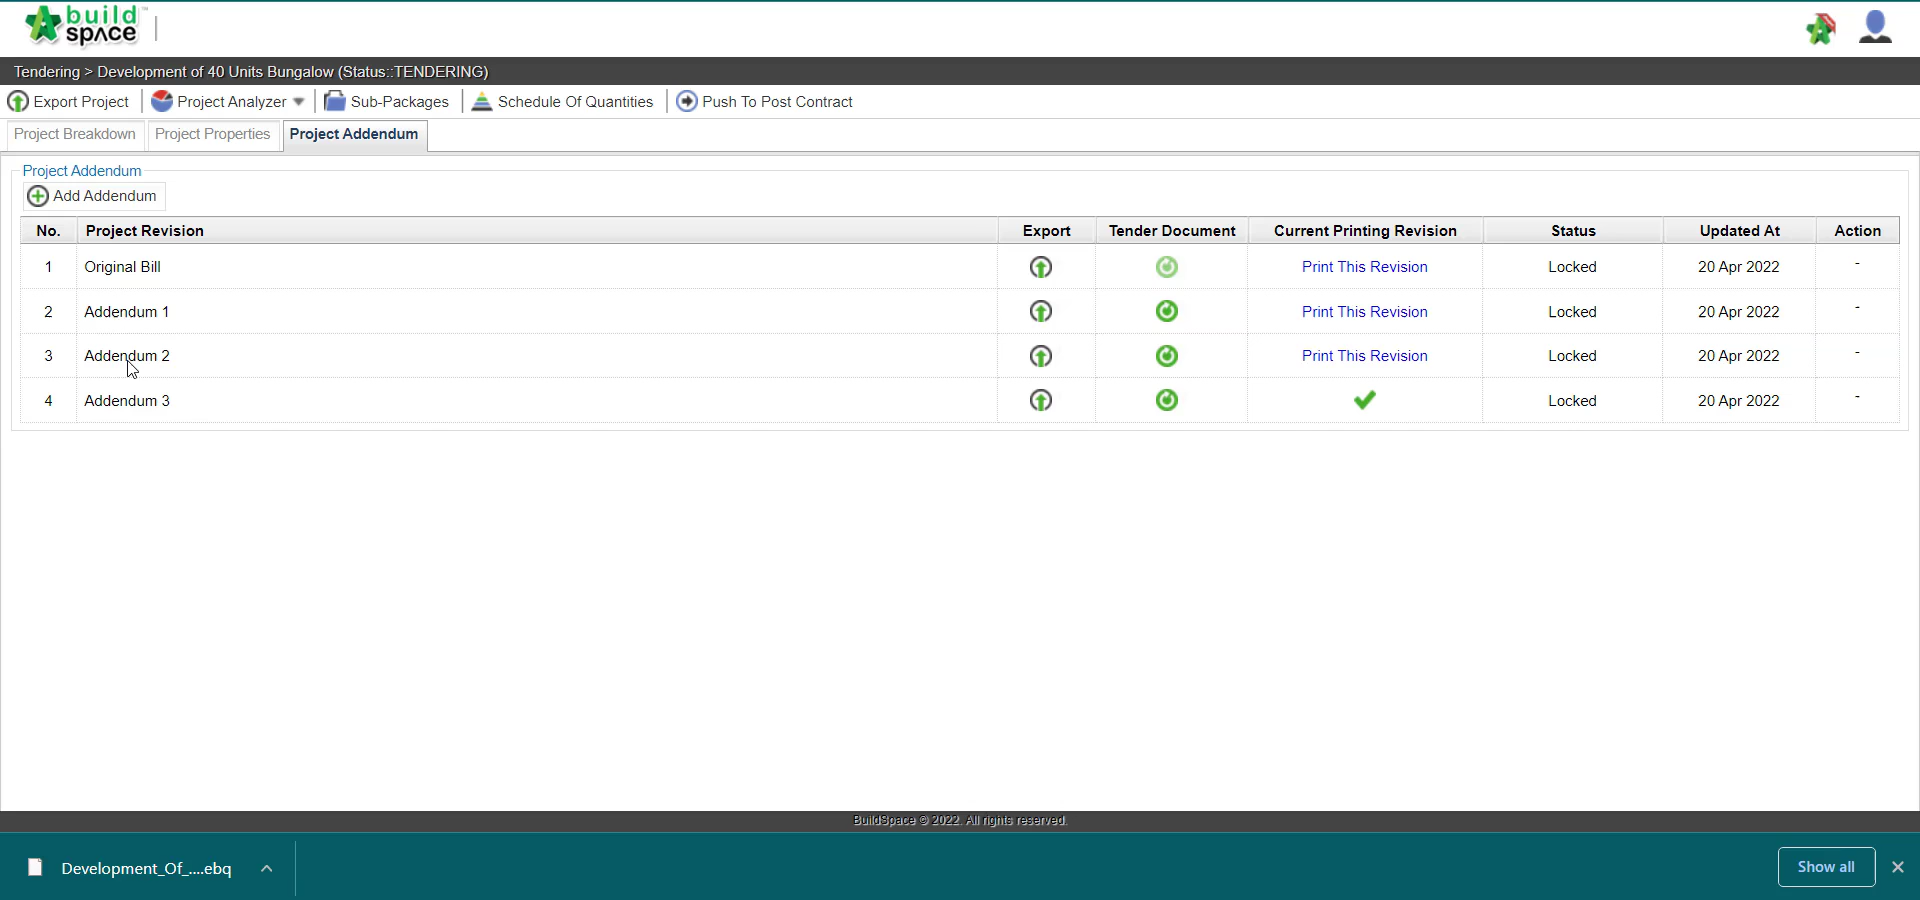 build
space ™
Tendering > Development of 40 Units Bungalow (Status::TENDERING)
Export Project Project Analyzer Sub-Packages Schedule Of Quantities Push To Post Contract
Project Breakdown Project Properties Project Addendum
Project Addendum
Add Addendum
No. Project Revision Export Tender Document Current Printing Revision Status Updated At Action
1 Original Bill Print This Revision Locked 20 Apr 2022 -
2 Addendum 1 Print This Revision Locked 20 Apr 2022 -
3 Addendum 2 Print This Revision Locked 20 Apr 2022 -
4 Addendum 3 Locked 20 Apr 2022 -
BuildSpace © 2022. All rights reserved.
Development_Of_....ebq Show all